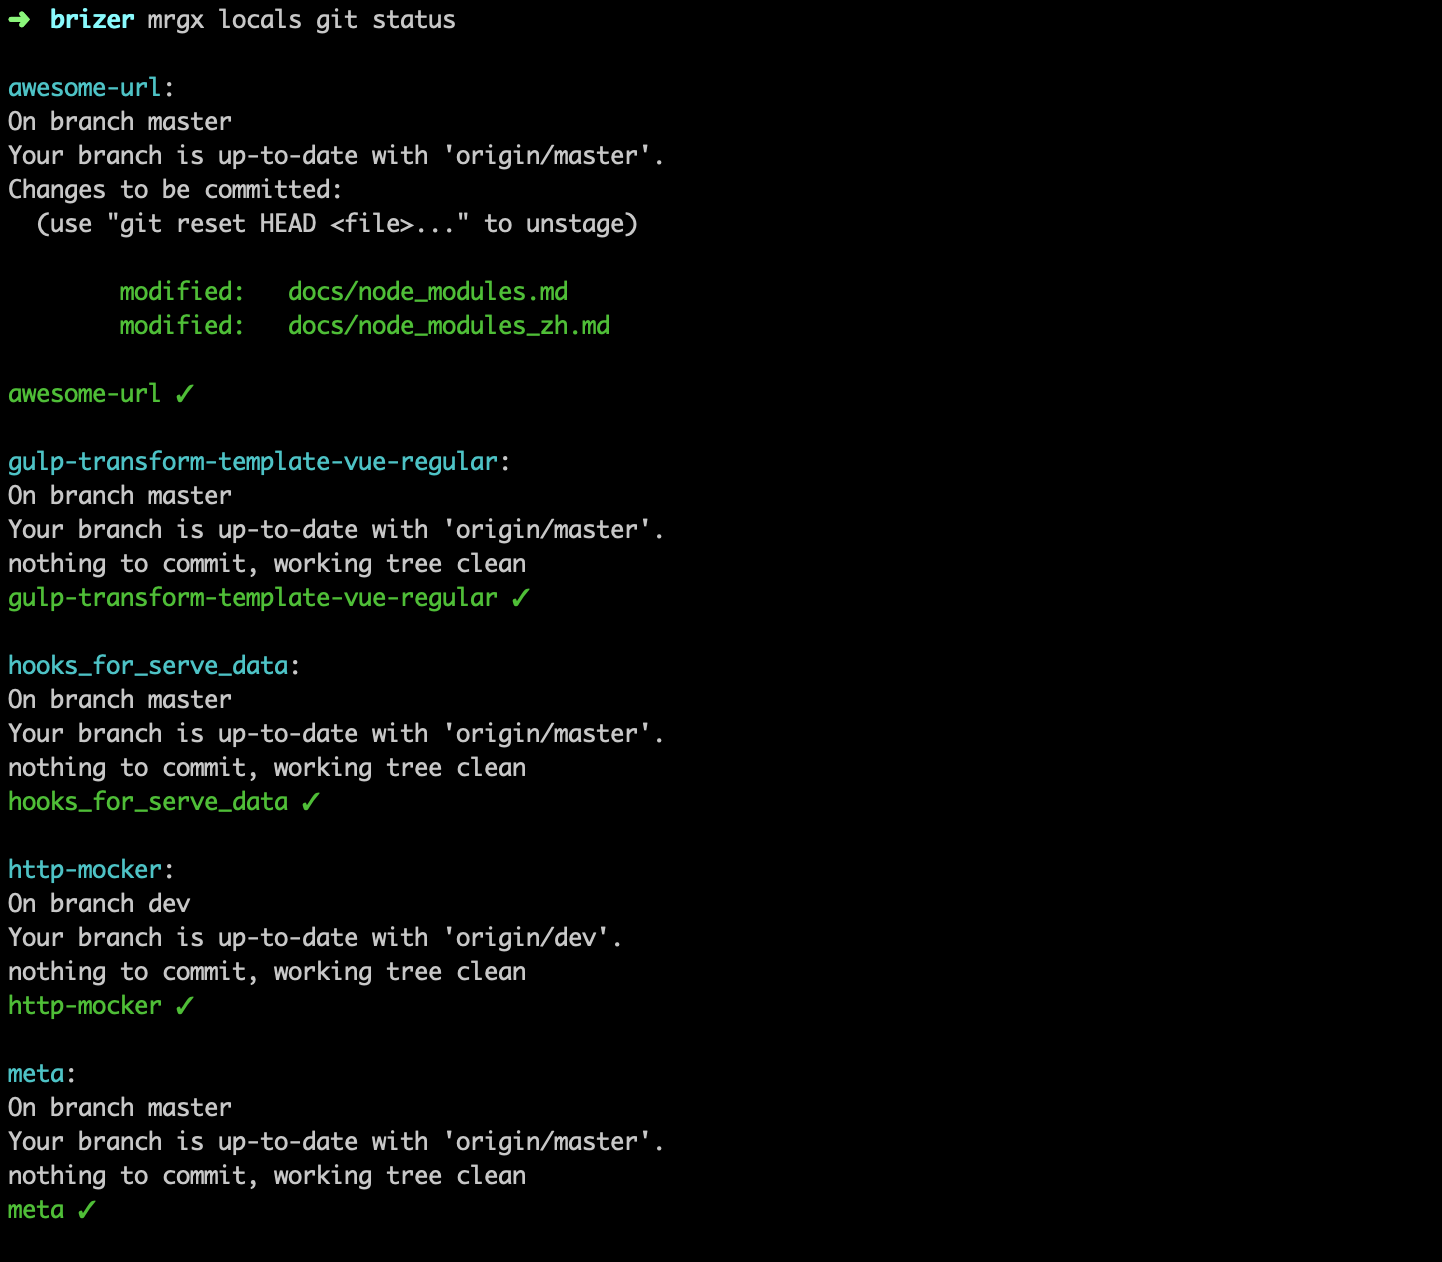 ➜  brizer mrgx locals git status

awesome-url:
On branch master
Your branch is up-to-date with 'origin/master'.
Changes to be committed:
  (use "git reset HEAD <file>..." to unstage)

        modified:   docs/node_modules.md
        modified:   docs/node_modules_zh.md

awesome-url ✓

gulp-transform-template-vue-regular:
On branch master
Your branch is up-to-date with 'origin/master'.
nothing to commit, working tree clean
gulp-transform-template-vue-regular ✓

hooks_for_serve_data:
On branch master
Your branch is up-to-date with 'origin/master'.
nothing to commit, working tree clean
hooks_for_serve_data ✓

http-mocker:
On branch dev
Your branch is up-to-date with 'origin/dev'.
nothing to commit, working tree clean
http-mocker ✓

meta:
On branch master
Your branch is up-to-date with 'origin/master'.
nothing to commit, working tree clean
meta ✓